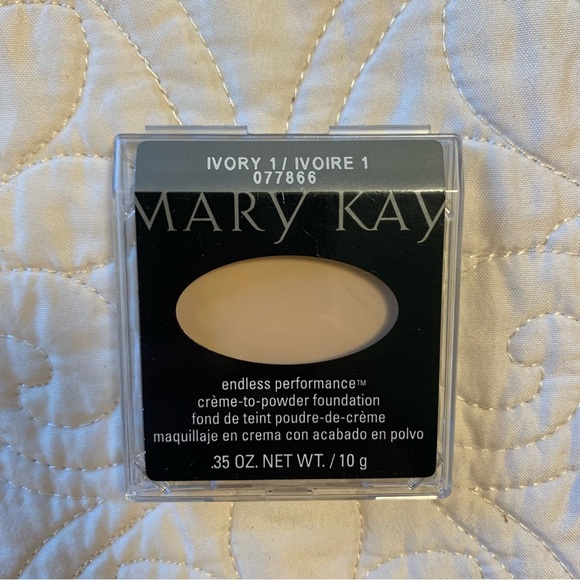 IVORY 1 / IVOIRE 1
077866
MARY KAY
endless performance™
crème-to-powder foundation
fond de teint poudre-de-crème
maquillaje en crema con acabado en polvo
.35 OZ. NET WT. / 10 g